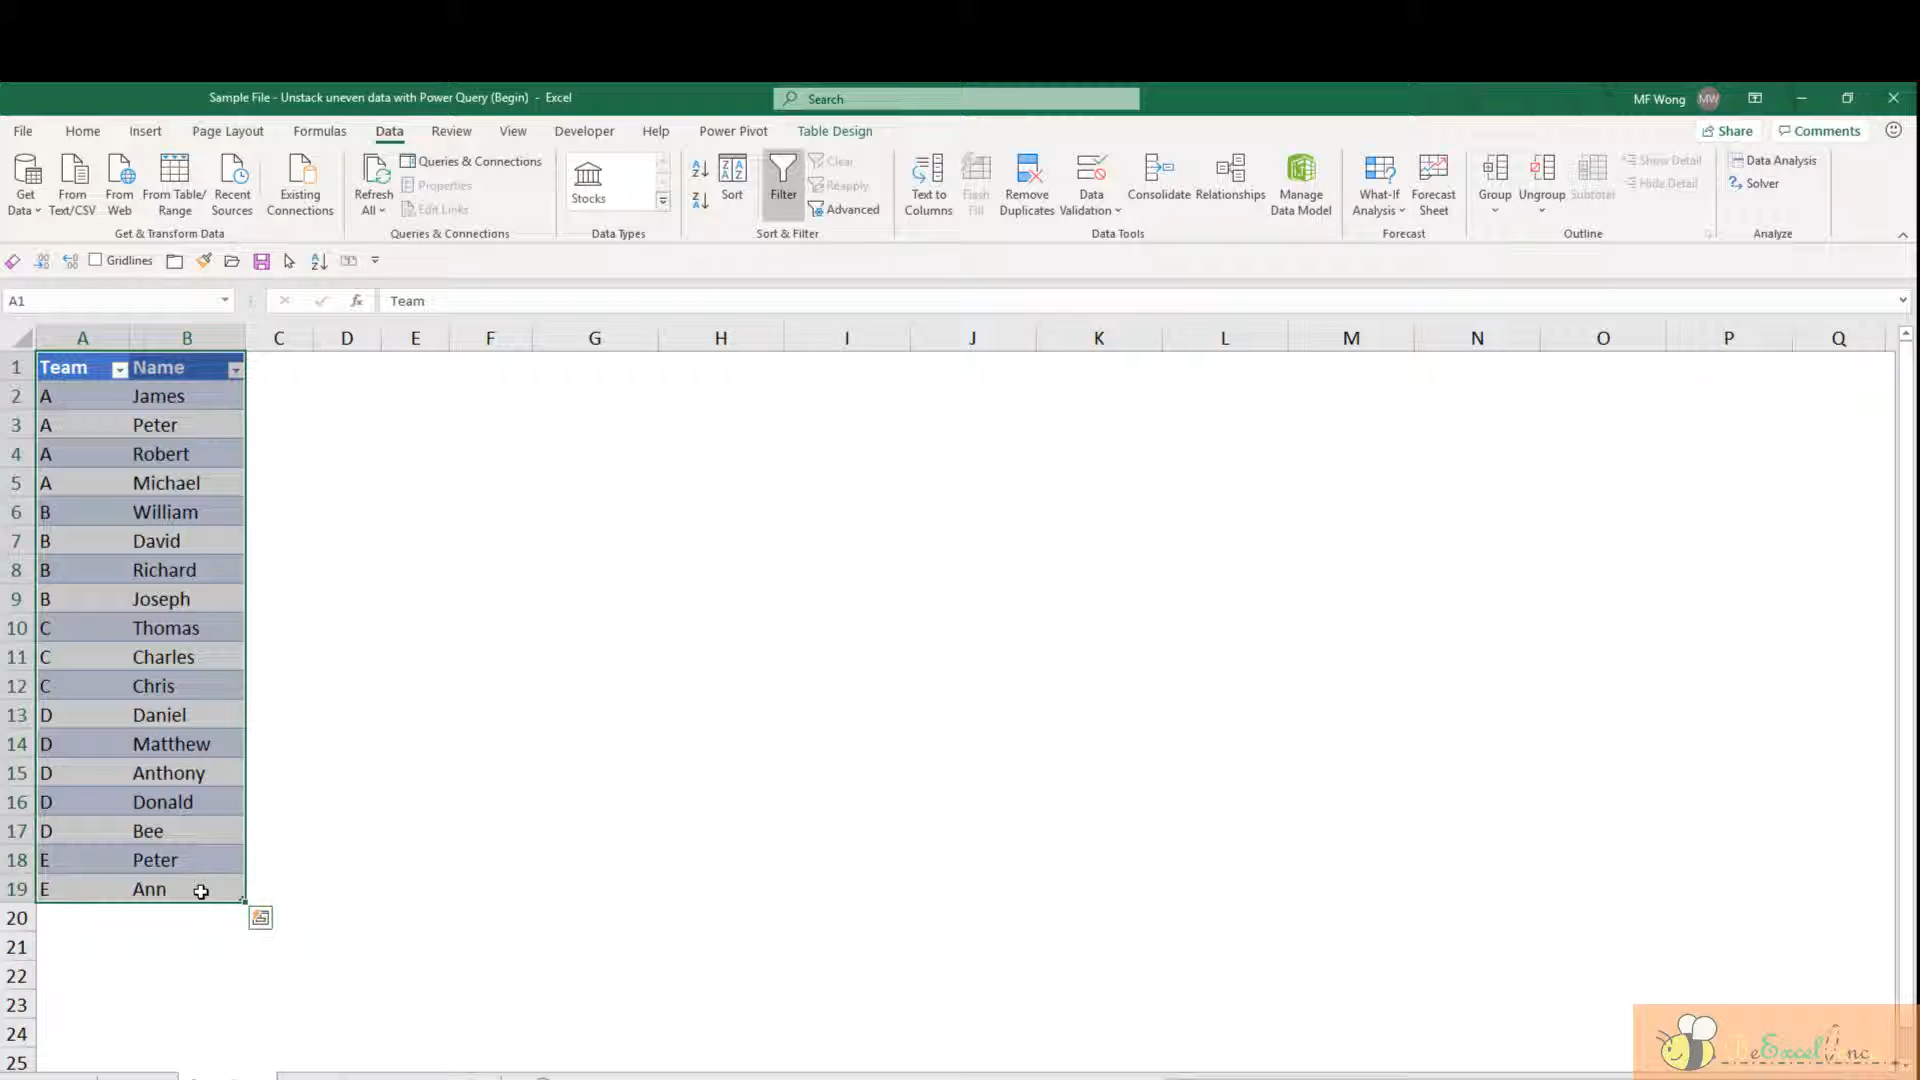 Sample File - Unstack uneven data with Power Query (Begin) - Excel
Search
MF Wong
MW
File Home Insert Page Layout Formulas Data Review View Developer Help Power Pivot Table Design
Share Comments
Get Data
From Text/CSV
From Web
From Table/ Range
Recent Sources
Existing Connections
Get & Transform Data
Refresh All
Queries & Connections
Properties
Edit Links
Queries & Connections
Stocks
Data Types
Sort
Filter
Clear
Reapply
Advanced
Sort & Filter
Text to Columns
Flash Fill
Remove Duplicates
Data Validation
Consolidate
Relationships
Manage Data Model
Data Tools
What-If Analysis
Forecast Sheet
Forecast
Group
Ungroup
Subtotal
Show Detail
Hide Detail
Outline
Data Analysis
Solver
Analyze
Gridlines
A1
fx
Team
A B C D E F G H I J K L M N O P Q
1 Team Name
2 A James
3 A Peter
4 A Robert
5 A Michael
6 B William
7 B David
8 B Richard
9 B Joseph
10 C Thomas
11 C Charles
12 C Chris
13 D Daniel
14 D Matthew
15 D Anthony
16 D Donald
17 D Bee
18 E Peter
19 E Ann
20
21
22
23
24
25